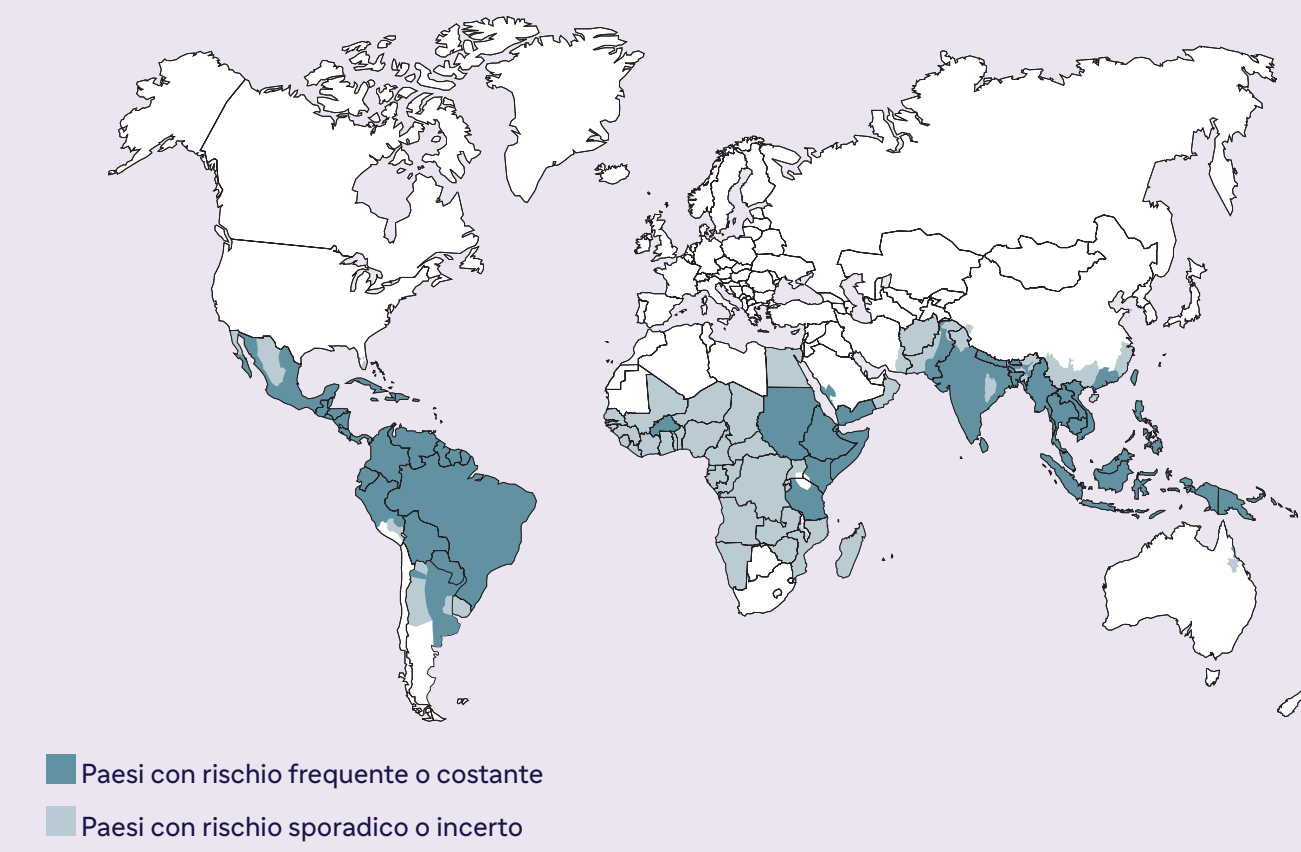 Paesi con rischio frequente o costante
Paesi con rischio sporadico o incerto